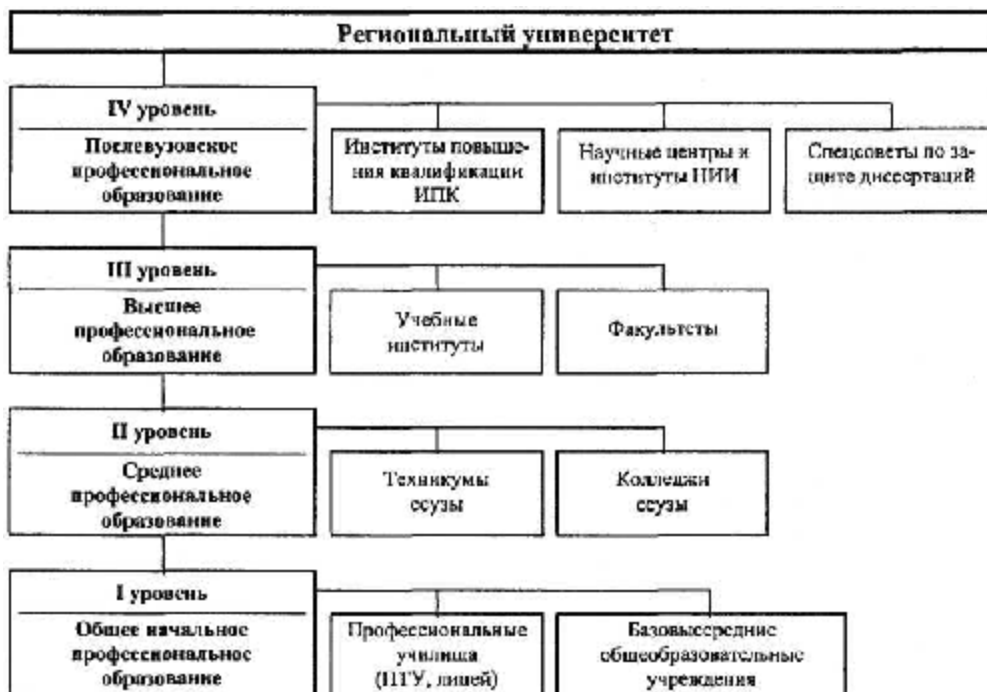 Региональный университет
IV уровень
Послевузовское
профессиональное
образование
Институты повыше-
ния квалификации
ИПК
Научные центры и
институты НИИ
Спецсоветы по за-
щите диссертаций
III уровень
Высшее
профессиональное
образование
Учебные
институты
Факультеты
II уровень
Среднее
профессиональное
образование
Техникумы
ссузы
Колледжи
ссузы
I уровень
Общее начальное
профессиональное
образование
Профессиональные
училища
(ПТУ, лицей)
Базовыесредние
общеобразовательные
учреждения